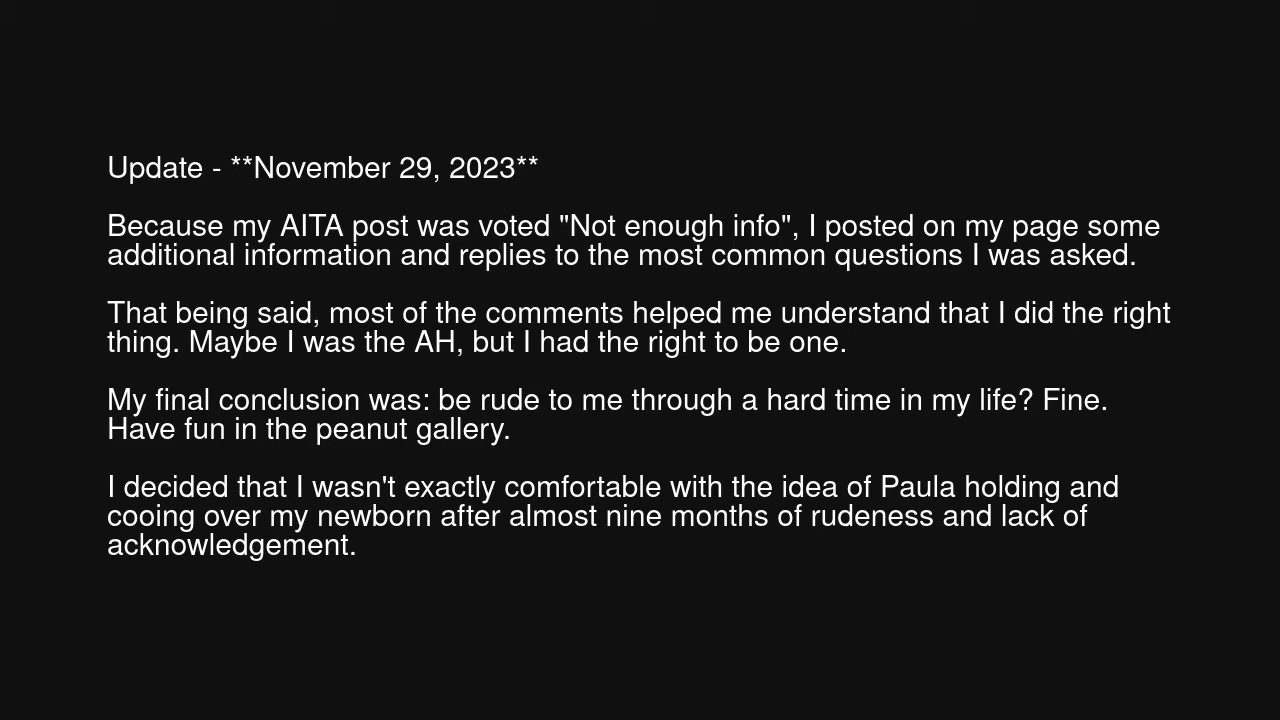 Update - **November 29, 2023**
Because my AITA post was voted "Not enough info", I posted on my page some
additional information and replies to the most common questions I was asked.
That being said, most of the comments helped me understand that I did the right
thing. Maybe I was the AH, but I had the right to be one.
My final conclusion was: be rude to me through a hard time in my life? Fine.
Have fun in the peanut gallery.
I decided that I wasn't exactly comfortable with the idea of Paula holding and
cooing over my newborn after almost nine months of rudeness and lack of
acknowledgement.